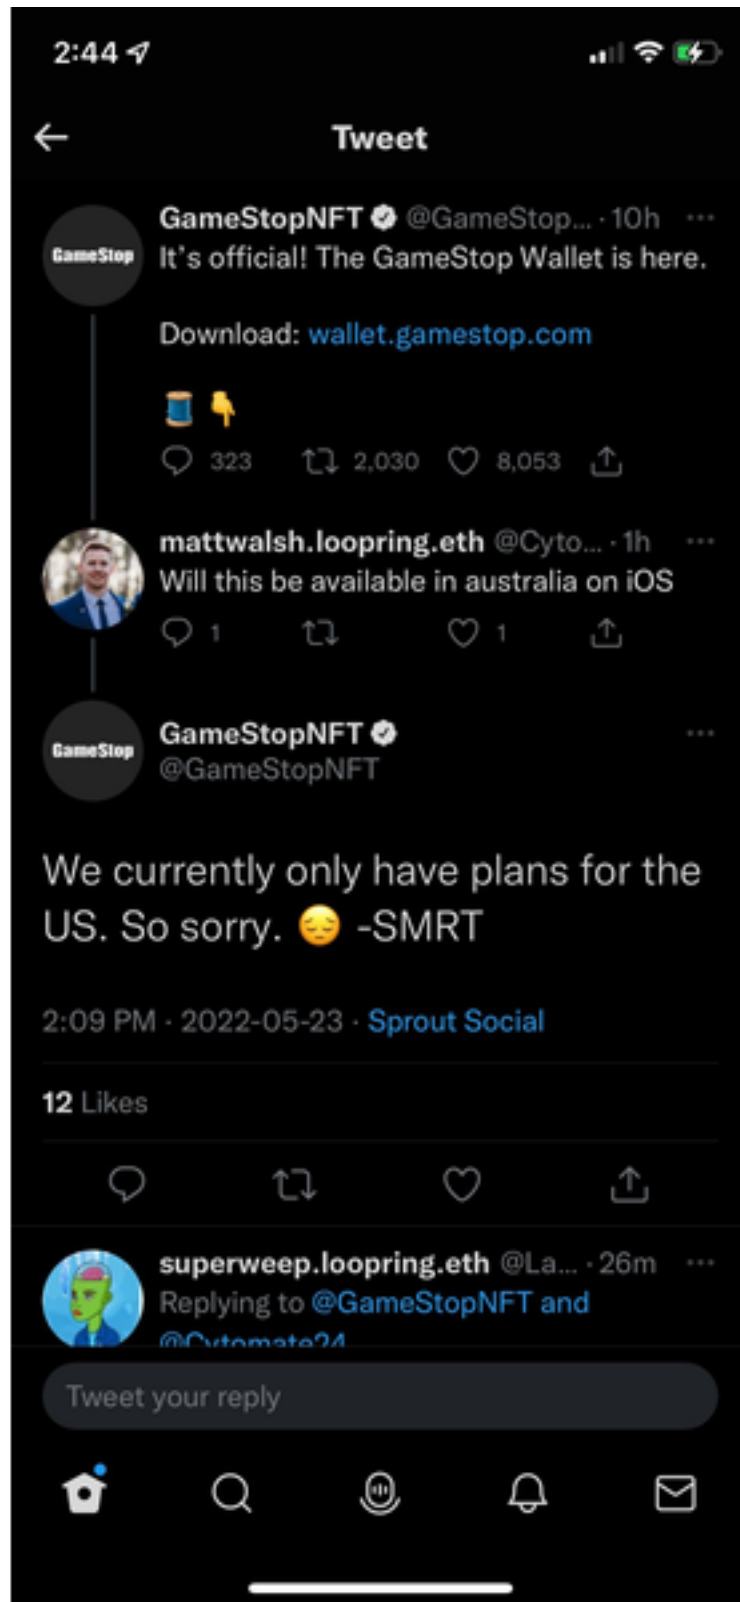 2:44
Tweet
GameStopNFT @GameStop... · 10h
GameStop
It's official! The GameStop Wallet is here.
Download: wallet.gamestop.com
🧵 👇
323 2,030 8,053
mattwalsh.loopring.eth @Cyto... · 1h
Will this be available in australia on iOS
1 1
GameStop
GameStopNFT
@GameStopNFT
We currently only have plans for the
US. So sorry. 😔 -SMRT
2:09 PM · 2022-05-23 · Sprout Social
12 Likes
superweep.loopring.eth @La... · 26m
Replying to @GameStopNFT and
@Cytomate24
Tweet your reply